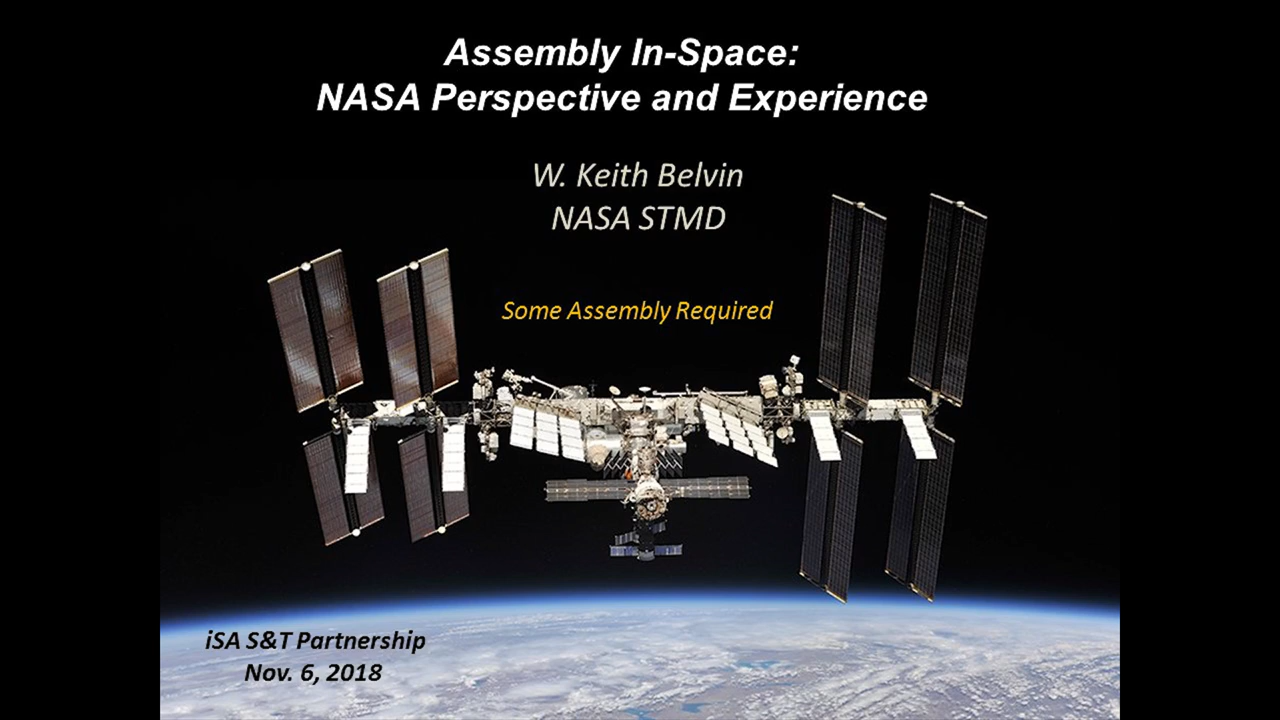 Assembly In-Space:
NASA Perspective and Experience
W. Keith Belvin
NASA STMD
Some Assembly Required
iSA S&T Partnership
Nov. 6, 2018